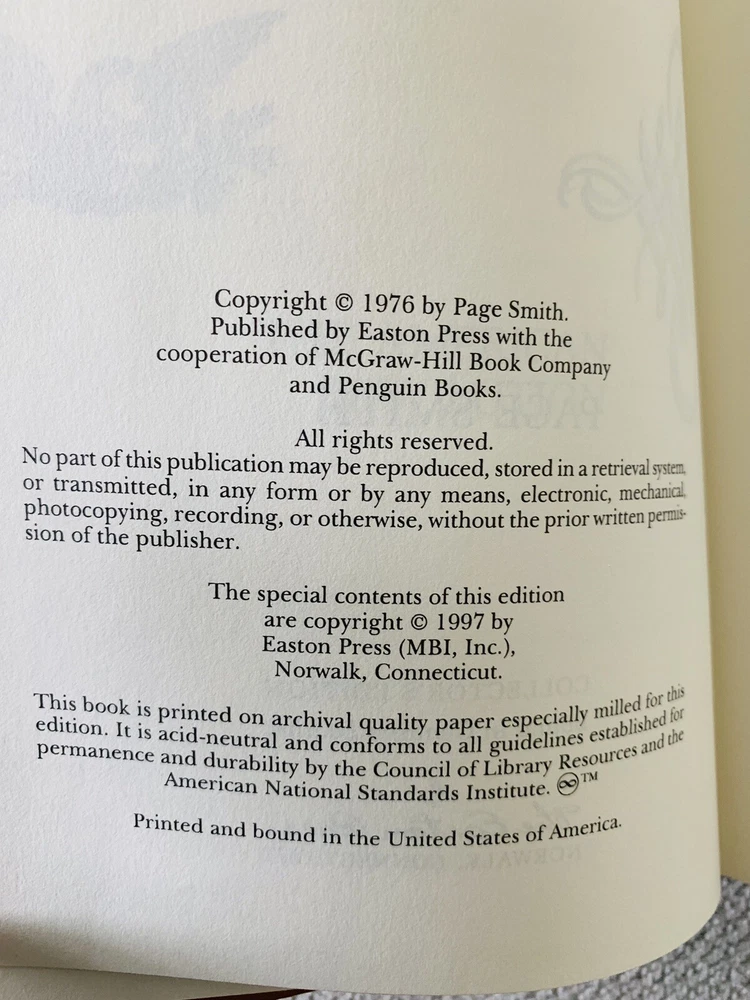 Copyright © 1976 by Page Smith.
Published by Easton Press with the
cooperation of McGraw-Hill Book Company
and Penguin Books.
All rights reserved.
No part of this publication may be reproduced, stored in a retrieval system,
or transmitted, in any form or by any means, electronic, mechanical,
photocopying, recording, or otherwise, without the prior written permis-
sion of the publisher.
The special contents of this edition
are copyright © 1997 by
Easton Press (MBI, Inc.),
Norwalk, Connecticut.
This book is printed on archival quality paper especially milled for this
edition. It is acid-neutral and conforms to all guidelines established for
permanence and durability by the Council of Library Resources and the
American National Standards Institute. ♾™
Printed and bound in the United States of America.